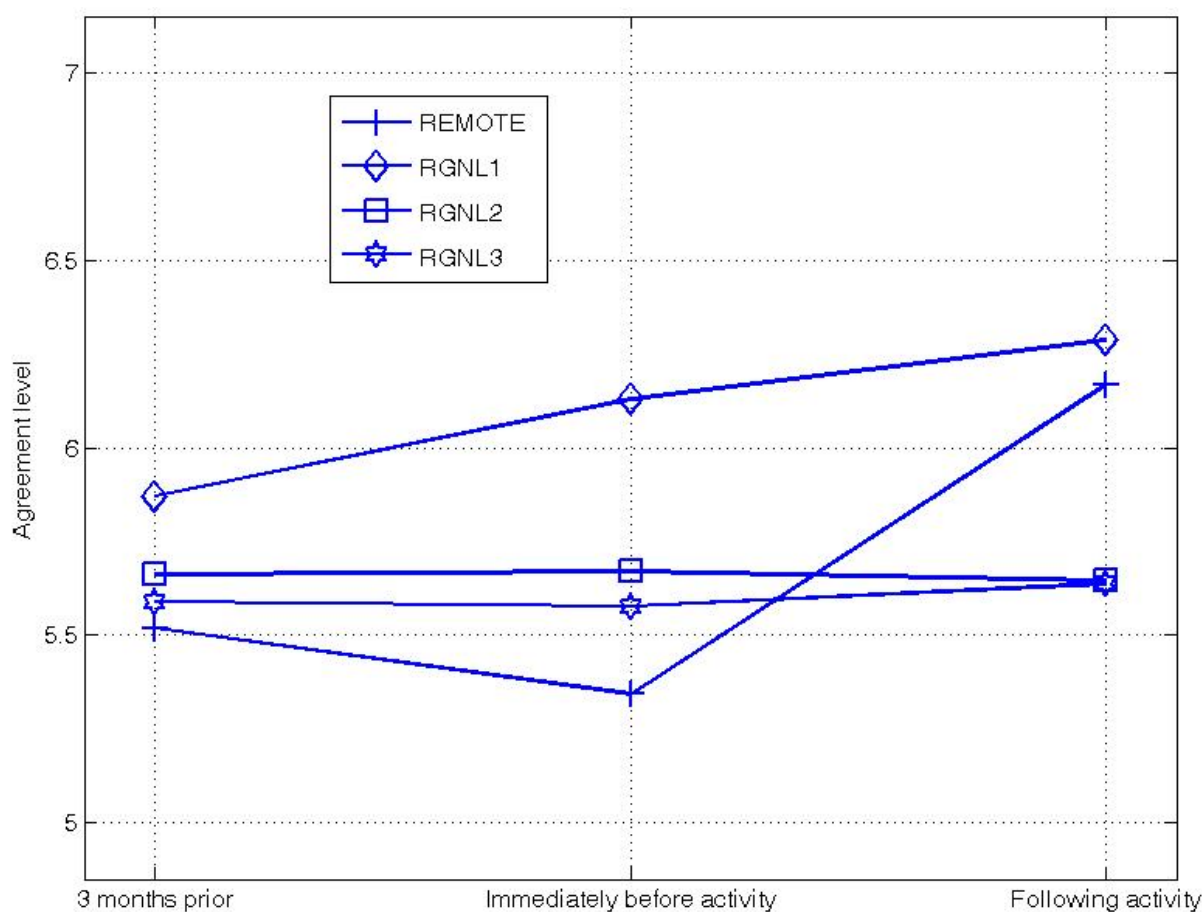 7
REMOTE
RGNL1
RGNL2
RGNL3
6.5
6
5.5
5
Agreement level
3 months prior
Immediately before activity
Following activity